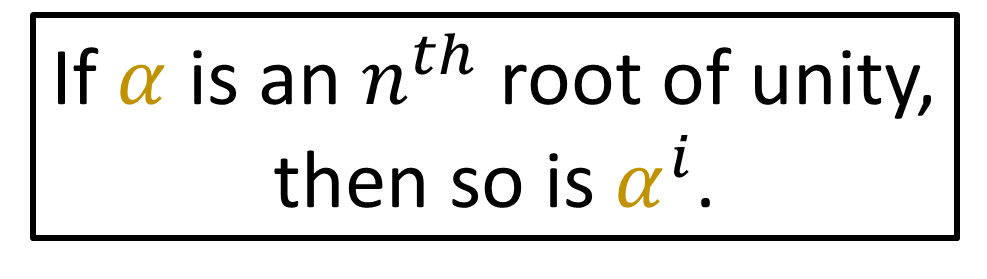 If α is an nᵗʰ root of unity,
then so is αⁱ.